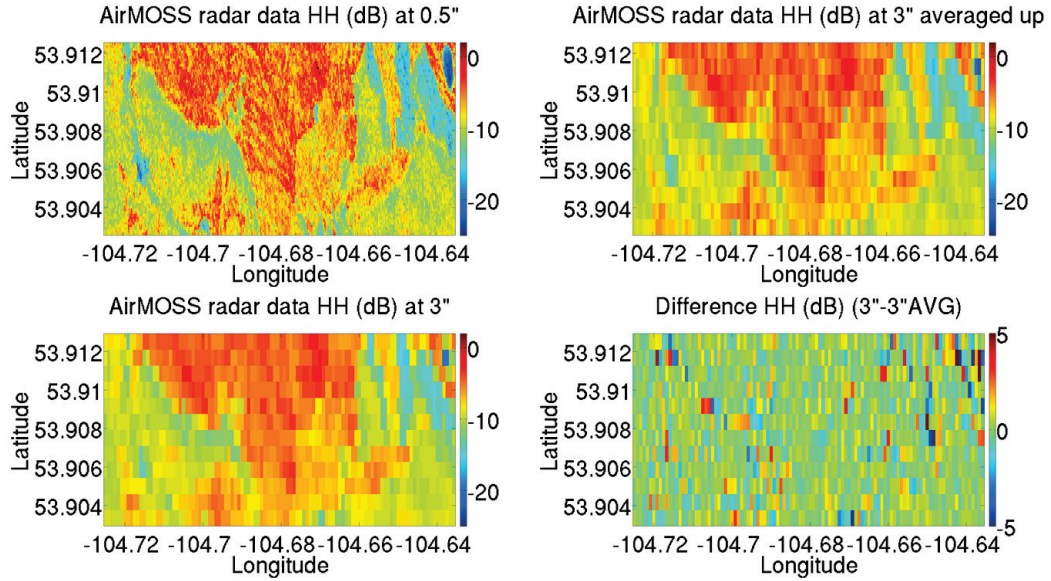 AirMOSS radar data HH (dB) at 0.5"
53.912
53.91
53.908
53.906
53.904
Latitude
-104.72 -104.7 -104.68 -104.66 -104.64
Longitude
0
-10
-20
AirMOSS radar data HH (dB) at 3" averaged up
53.912
53.91
53.908
53.906
53.904
Latitude
-104.72 -104.7 -104.68 -104.66 -104.64
Longitude
0
-10
-20
AirMOSS radar data HH (dB) at 3"
53.912
53.91
53.908
53.906
53.904
Latitude
-104.72 -104.7 -104.68 -104.66 -104.64
Longitude
0
-10
-20
Difference HH (dB) (3"-3"AVG)
53.912
53.91
53.908
53.906
53.904
Latitude
-104.72 -104.7 -104.68 -104.66 -104.64
Longitude
5
0
-5